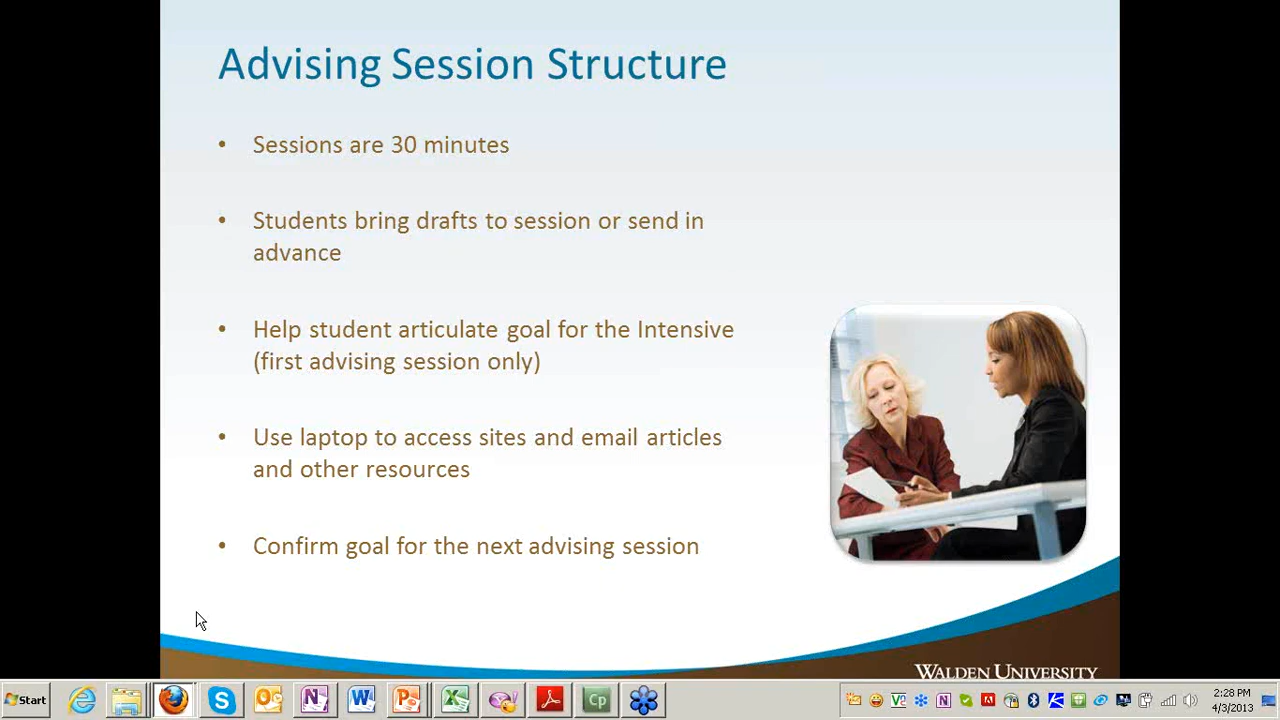 Advising Session Structure
• Sessions are 30 minutes
• Students bring drafts to session or send in
advance
• Help student articulate goal for the Intensive
(first advising session only)
• Use laptop to access sites and email articles
and other resources
• Confirm goal for the next advising session
WALDEN UNIVERSITY
Start
2:28 PM
4/3/2013